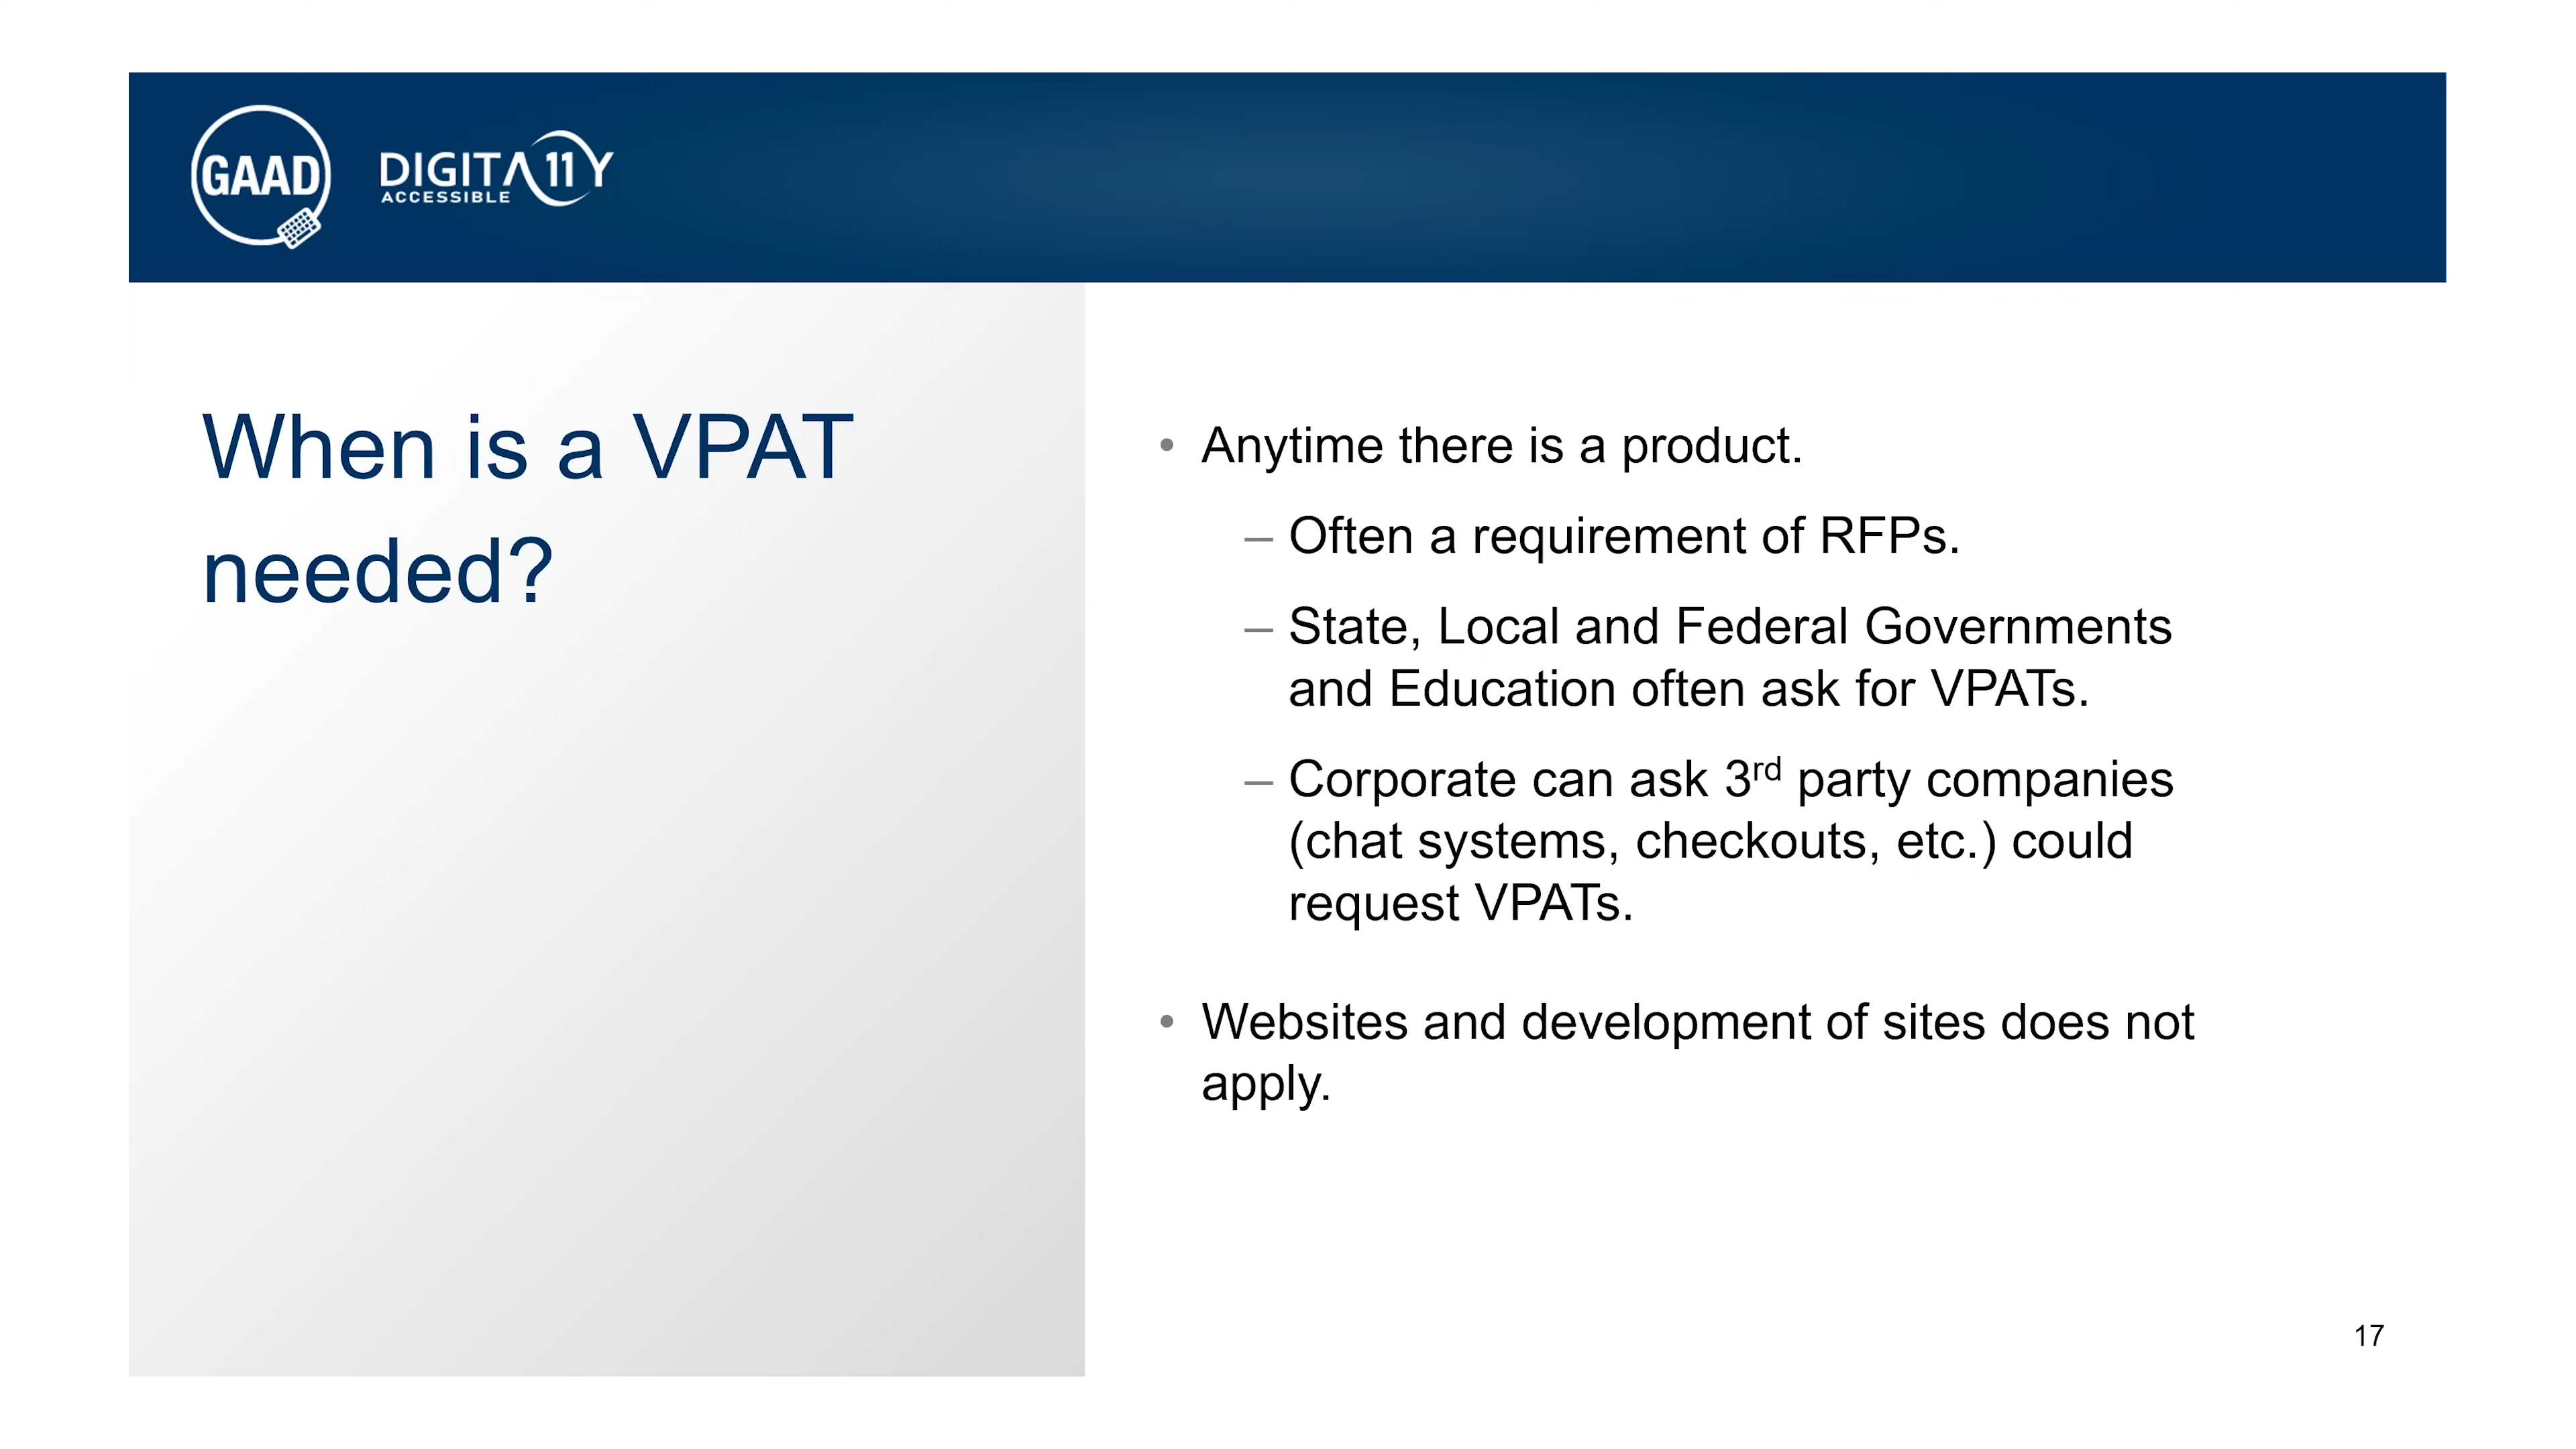 GAAD
DIGITA11Y
ACCESSIBLE
When is a VPAT
needed?
• Anytime there is a product.
– Often a requirement of RFPs.
– State, Local and Federal Governments
and Education often ask for VPATs.
– Corporate can ask 3rd party companies
(chat systems, checkouts, etc.) could
request VPATs.
• Websites and development of sites does not
apply.
17